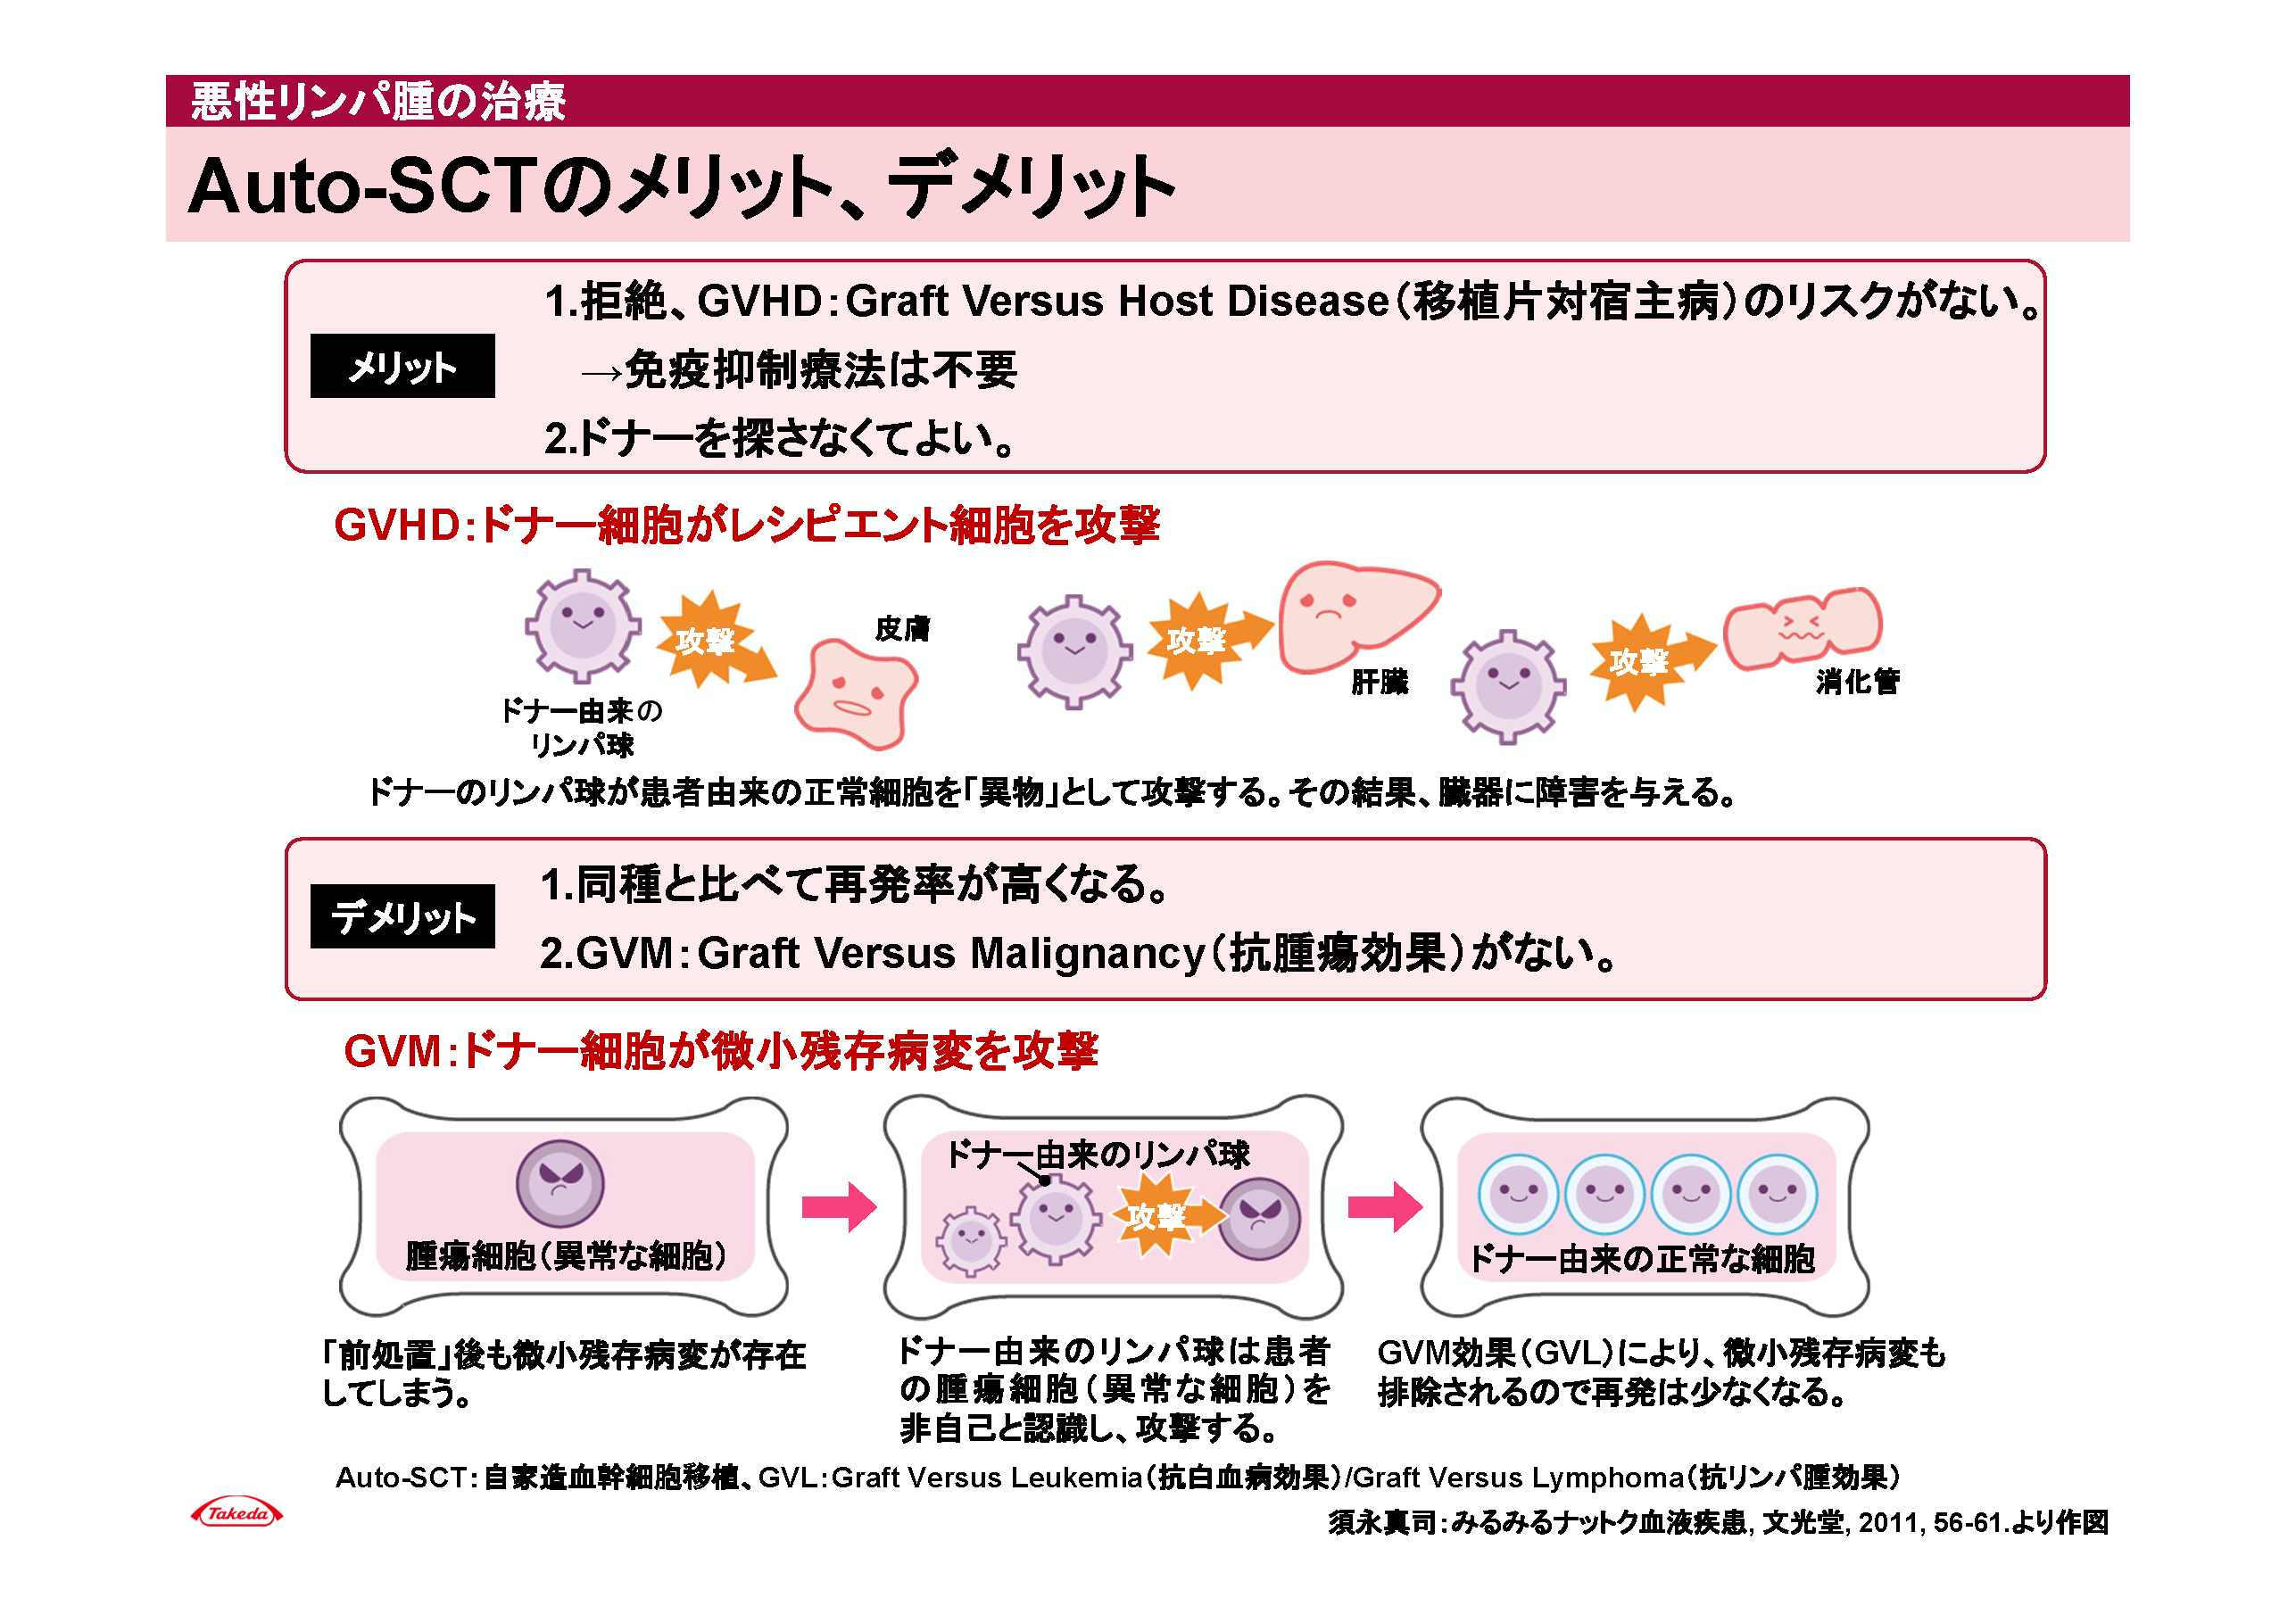 悪性リンパ腫の治療
Auto-SCTのメリット、デメリット
メリット
1.拒絶、GVHD：Graft Versus Host Disease（移植片対宿主病）のリスクがない。
→免疫抑制療法は不要
2.ドナーを探さなくてよい。
GVHD：ドナー細胞がレシピエント細胞を攻撃
攻撃
皮膚
攻撃
肝臓
攻撃
消化管
ドナー由来の
リンパ球
ドナーのリンパ球が患者由来の正常細胞を「異物」として攻撃する。その結果、臓器に障害を与える。
デメリット
1.同種と比べて再発率が高くなる。
2.GVM：Graft Versus Malignancy（抗腫瘍効果）がない。
GVM：ドナー細胞が微小残存病変を攻撃
腫瘍細胞（異常な細胞）
ドナー由来のリンパ球
攻撃
ドナー由来の正常な細胞
「前処置」後も微小残存病変が存在
してしまう。
ドナー由来のリンパ球は患者
の腫瘍細胞（異常な細胞）を
非自己と認識し、攻撃する。
GVM効果（GVL）により、微小残存病変も
排除されるので再発は少なくなる。
Auto-SCT：自家造血幹細胞移植、GVL：Graft Versus Leukemia（抗白血病効果）/Graft Versus Lymphoma（抗リンパ腫効果）
Takeda
須永真司：みるみるナットク血液疾患, 文光堂, 2011, 56-61.より作図